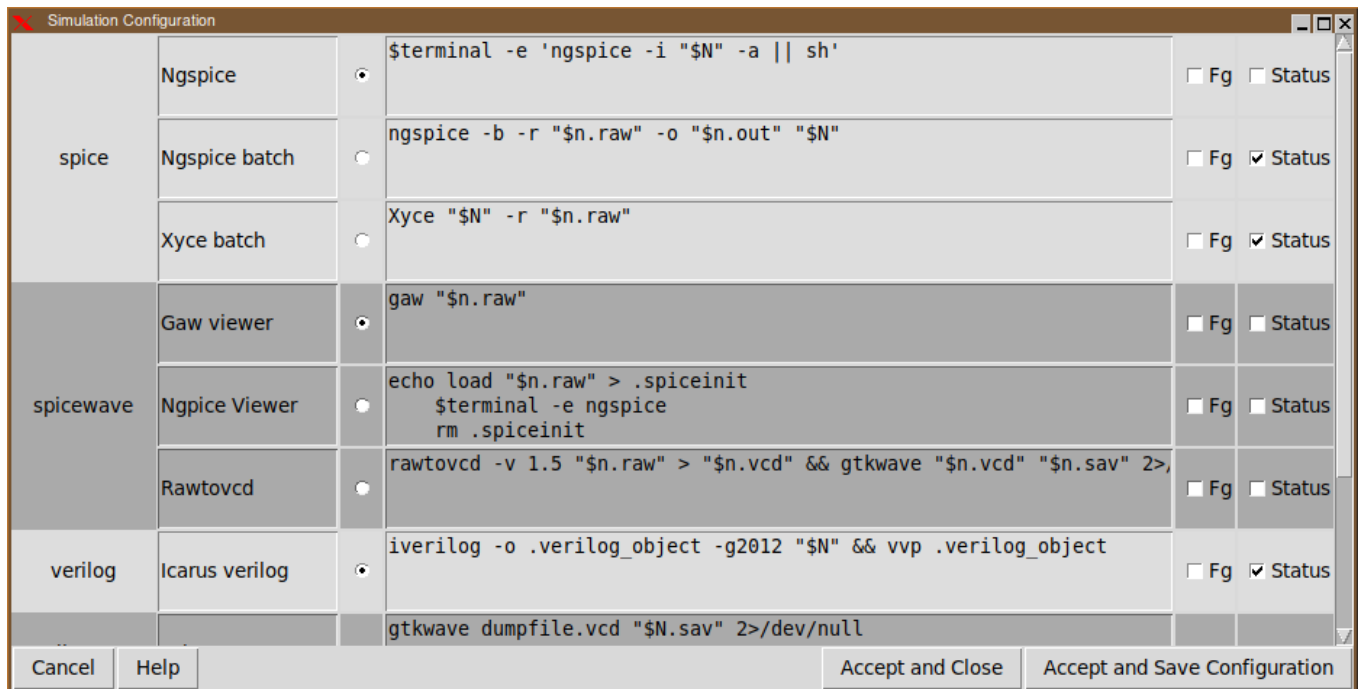 Simulation Configuration
spice
Ngspice
$terminal -e 'ngspice -i "$N" -a || sh'
Fg
Status
Ngspice batch
ngspice -b -r "$n.raw" -o "$n.out" "$N"
Fg
Status
Xyce batch
Xyce "$N" -r "$n.raw"
Fg
Status
spicewave
Gaw viewer
gaw "$n.raw"
Fg
Status
Ngpice Viewer
echo load "$n.raw" > .spiceinit
$terminal -e ngspice
rm .spiceinit
Fg
Status
Rawtovcd
rawtovcd -v 1.5 "$n.raw" > "$n.vcd" && gtkwave "$n.vcd" "$n.sav" 2>/
Fg
Status
verilog
Icarus verilog
iverilog -o .verilog_object -g2012 "$N" && vvp .verilog_object
Fg
Status
gtkwave dumpfile.vcd "$N.sav" 2>/dev/null
Cancel
Help
Accept and Close
Accept and Save Configuration